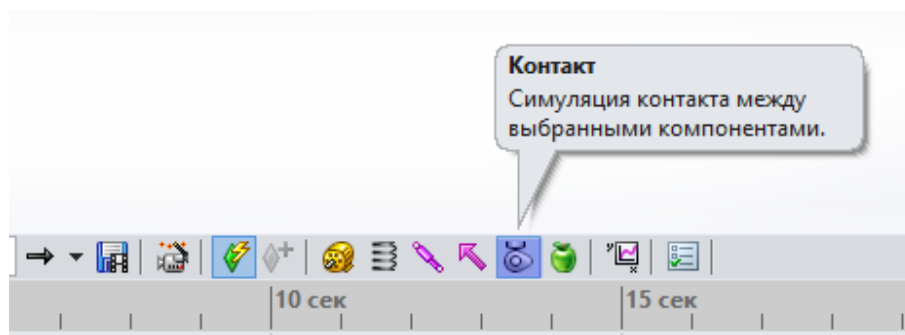 Контакт
Симуляция контакта между
выбранными компонентами.
10 сек
15 сек